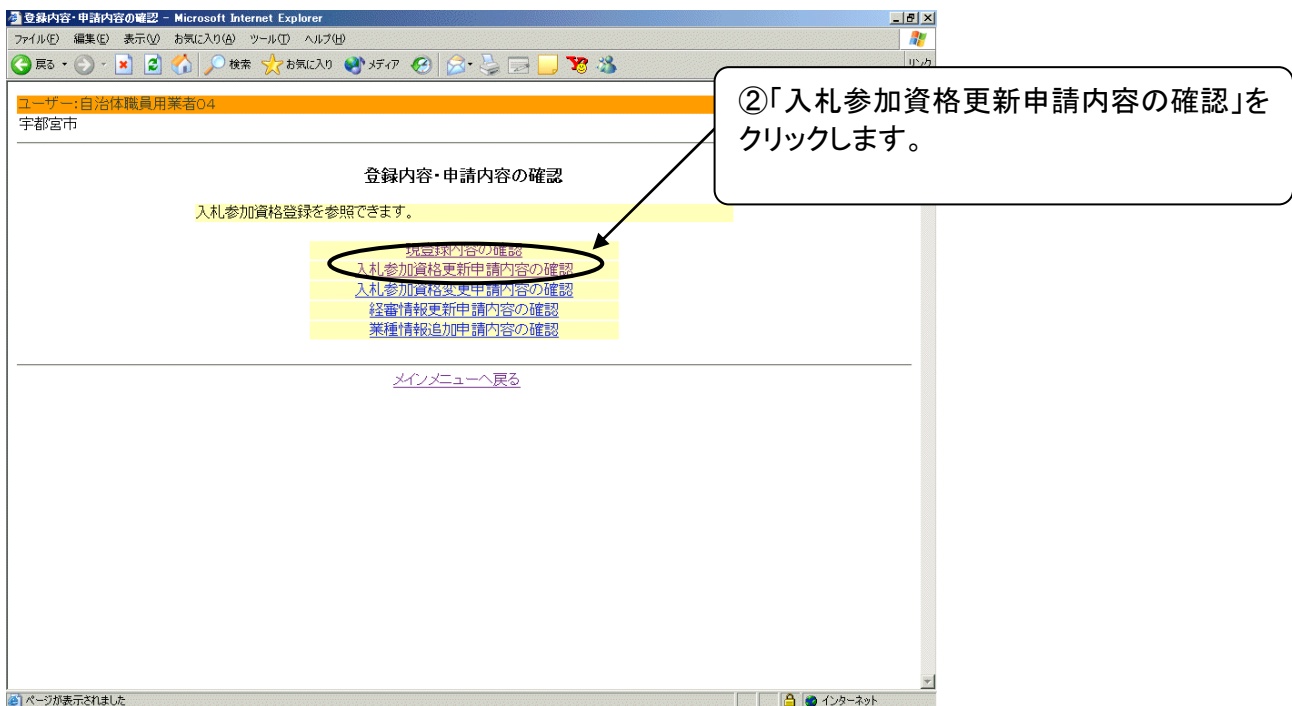 登録内容・申請内容の確認 - Microsoft Internet Explorer
ファイル(F) 編集(E) 表示(V) お気に入り(A) ツール(T) ヘルプ(H)
戻る 検索 お気に入り メディア リンク
ユーザー:自治体職員用業者04
宇都宮市
②「入札参加資格更新申請内容の確認」を
クリックします。
登録内容・申請内容の確認
入札参加資格登録を参照できます。
現登録内容の確認
入札参加資格更新申請内容の確認
入札参加資格変更申請内容の確認
経審情報更新申請内容の確認
業種情報追加申請内容の確認
メインメニューへ戻る
ページが表示されました インターネット